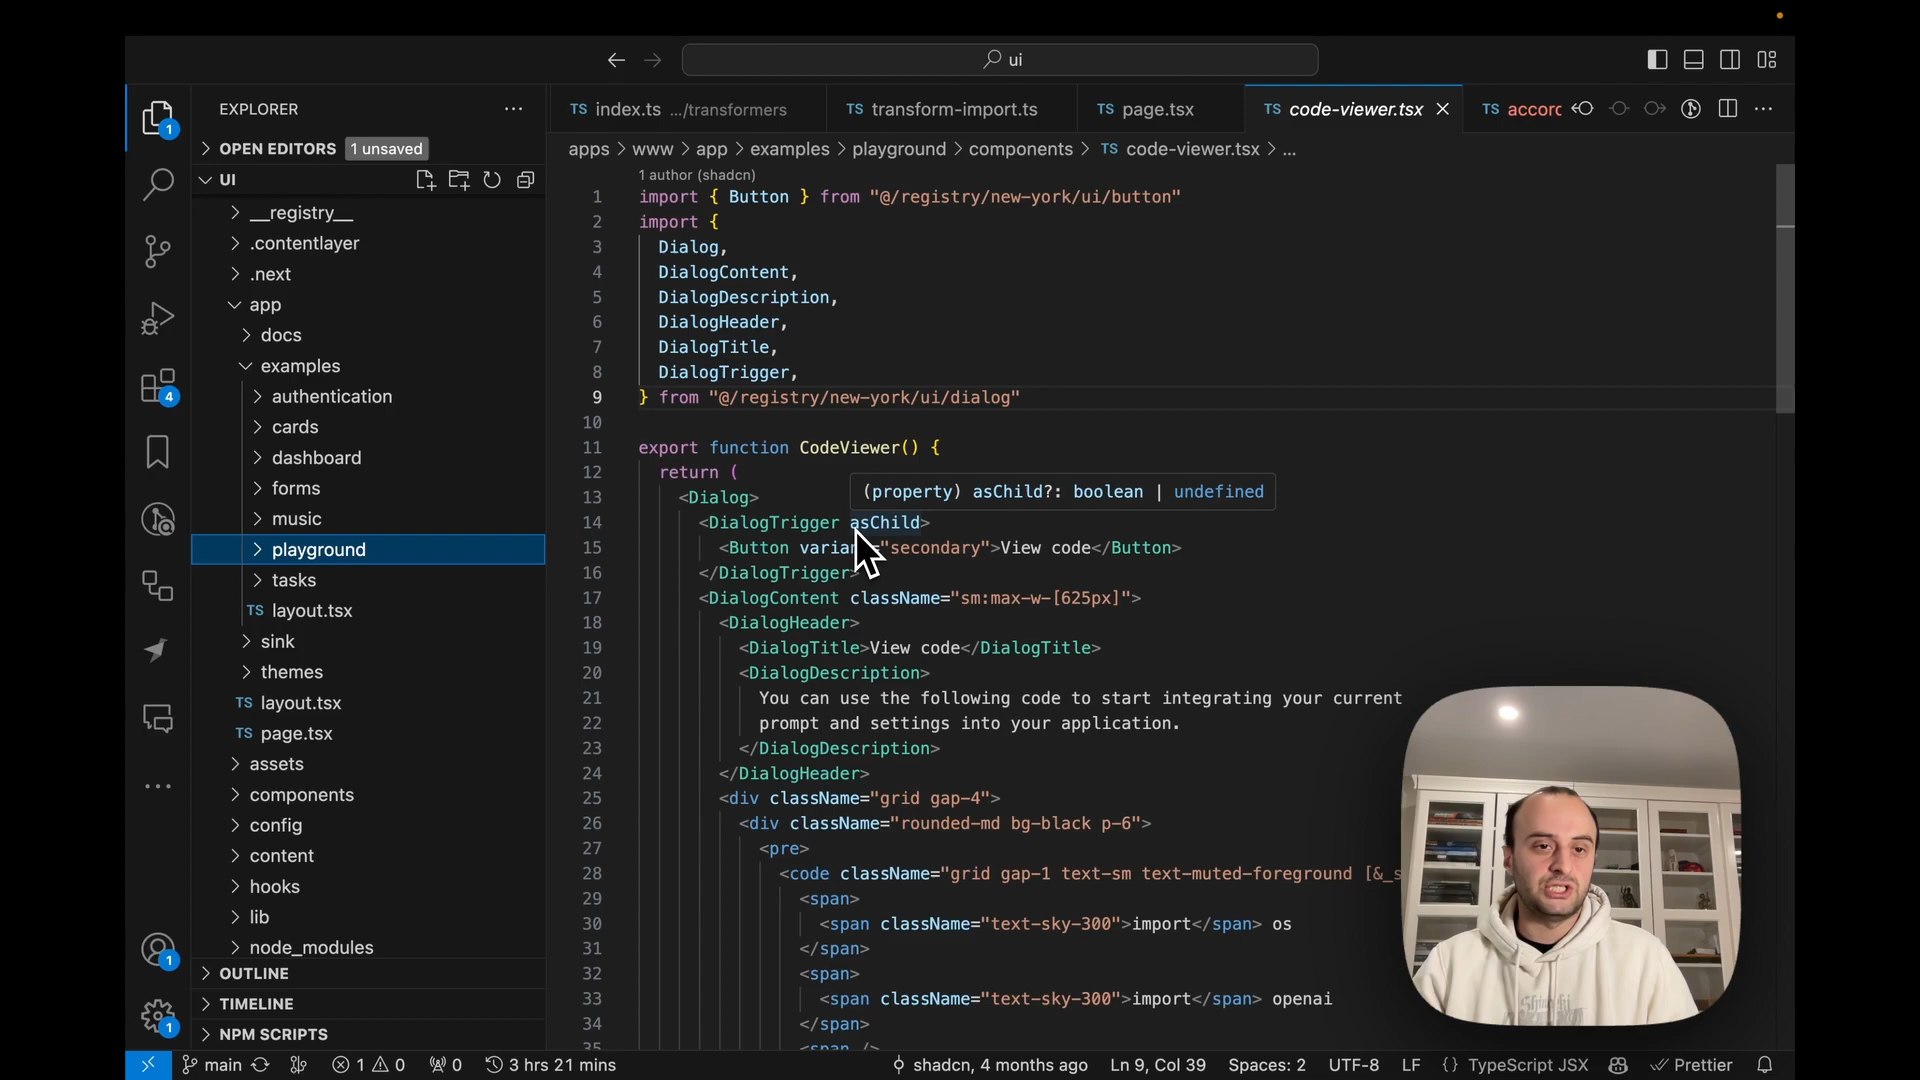 ui
EXPLORER
OPEN EDITORS 1 unsaved
UI
__registry__
.contentlayer
.next
app
docs
examples
authentication
cards
dashboard
forms
music
playground
tasks
TS layout.tsx
sink
themes
TS layout.tsx
TS page.tsx
assets
components
config
content
hooks
lib
node_modules
OUTLINE
TIMELINE
NPM SCRIPTS
1
4
1
1
TS index.ts .../transformers
TS transform-import.ts
TS page.tsx
TS code-viewer.tsx
TS accorc
apps > www > app > examples > playground > components > TS code-viewer.tsx > ...
1 author (shadcn)
1 import { Button } from "@/registry/new-york/ui/button"
2 import {
3 Dialog,
4 DialogContent,
5 DialogDescription,
6 DialogHeader,
7 DialogTitle,
8 DialogTrigger,
9 } from "@/registry/new-york/ui/dialog"
10
11 export function CodeViewer() {
12 return (
(property) asChild?: boolean | undefined
13 <Dialog>
14 <DialogTrigger asChild>
15 <Button varian="secondary">View code</Button>
16 </DialogTrigger>
17 <DialogContent className="sm:max-w-[625px]">
18 <DialogHeader>
19 <DialogTitle>View code</DialogTitle>
20 <DialogDescription>
21 You can use the following code to start integrating your current
22 prompt and settings into your application.
23 </DialogDescription>
24 </DialogHeader>
25 <div className="grid gap-4">
26 <div className="rounded-md bg-black p-6">
27 <pre>
28 <code className="grid gap-1 text-sm text-muted-foreground [&_s
29 <span>
30 <span className="text-sky-300">import</span> os
31 </span>
32 <span>
33 <span className="text-sky-300">import</span> openai
34 </span>
35 <span />
main
1 0
0
3 hrs 21 mins
shadcn, 4 months ago
Ln 9, Col 39
Spaces: 2
UTF-8
LF
{} TypeScript JSX
Prettier